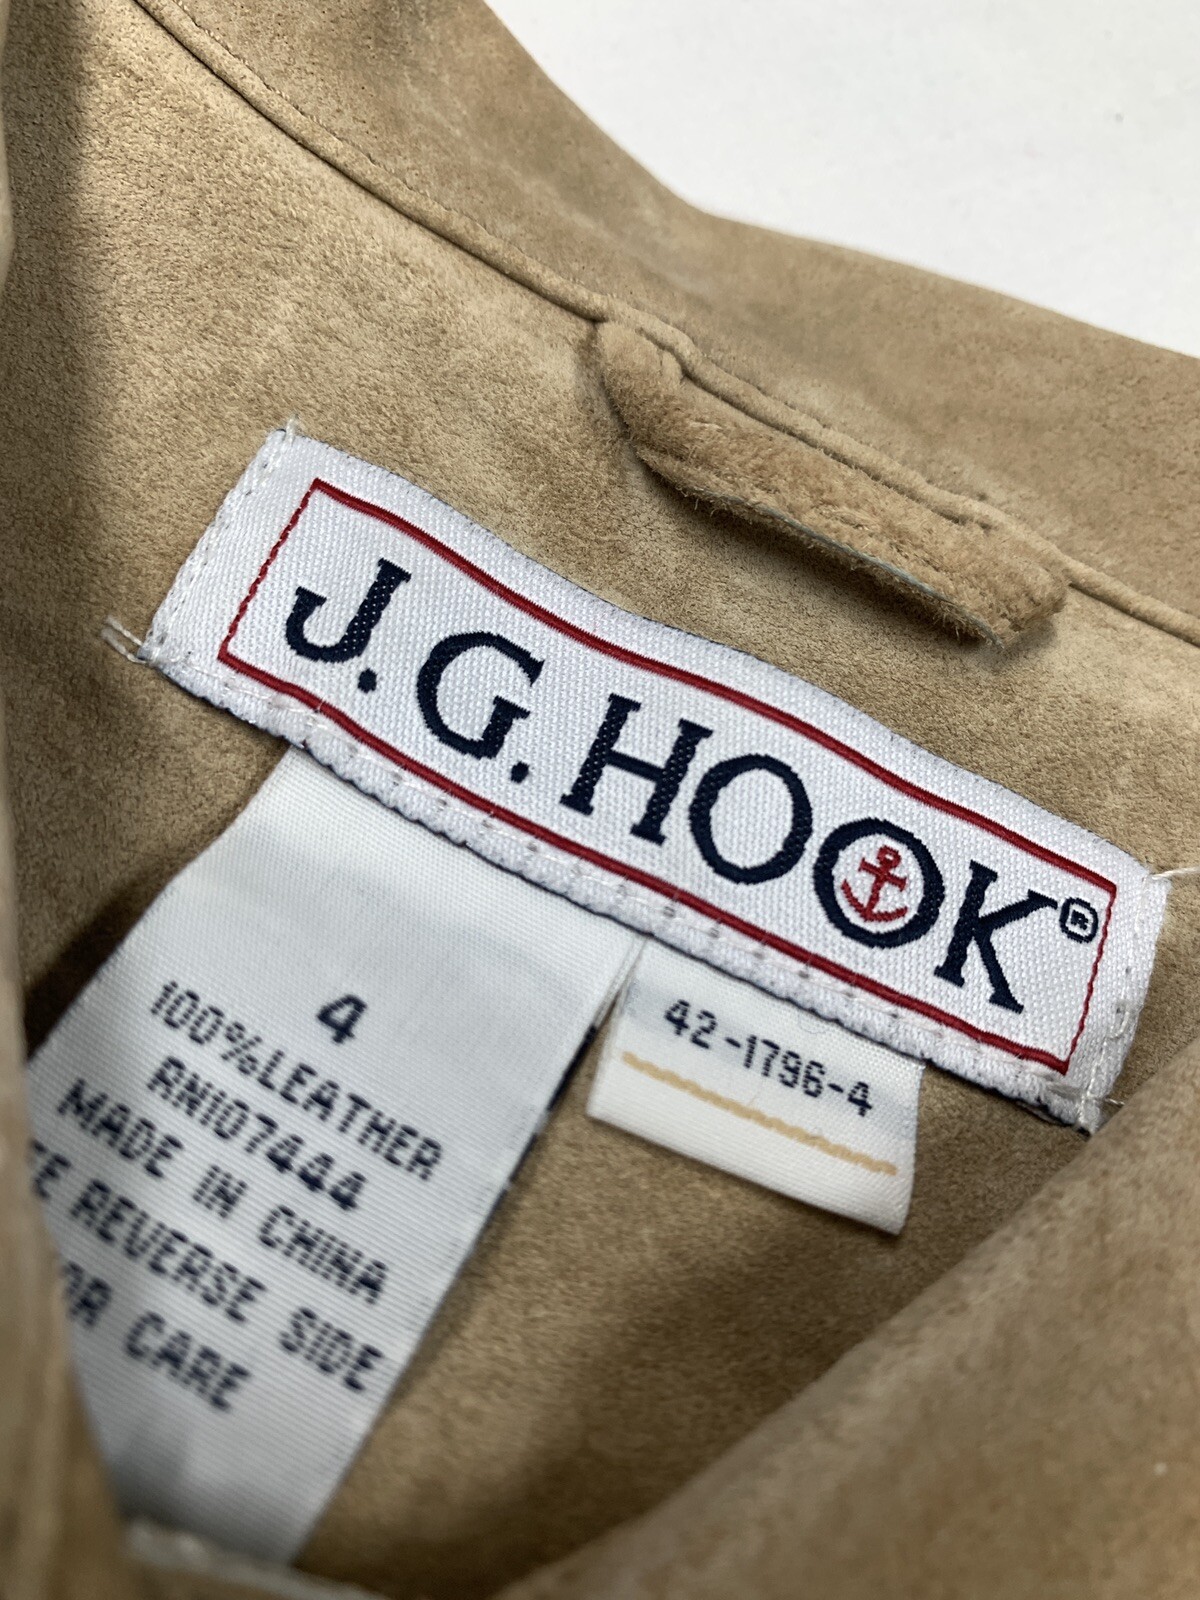 J.G.HOOK®
4
100%LEATHER
RN107444
MADE IN CHINA
REVERSE SIDE
CARE
42-1796-4